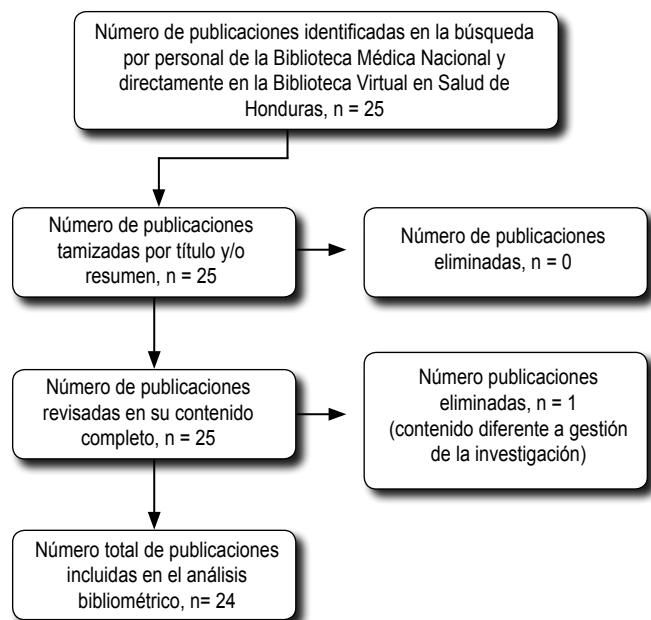 Número de publicaciones identificadas en la búsqueda
por personal de la Biblioteca Médica Nacional y
directamente en la Biblioteca Virtual en Salud de
Honduras, n = 25
Número de publicaciones
tamizadas por título y/o
resumen, n = 25
Número de publicaciones
eliminadas, n = 0
Número de publicaciones
revisadas en su contenido
completo, n = 25
Número publicaciones
eliminadas, n = 1
(contenido diferente a gestión
de la investigación)
Número total de publicaciones
incluidas en el análisis
bibliométrico, n= 24